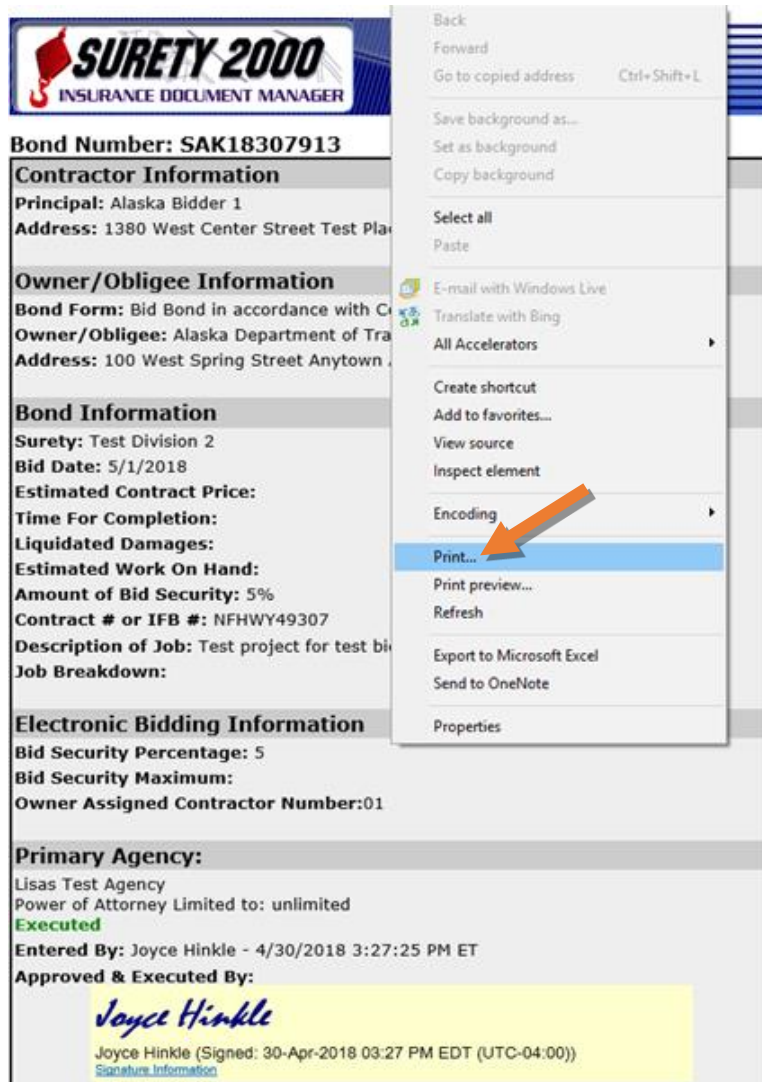 SURETY 2000
INSURANCE DOCUMENT MANAGER
Bond Number: SAK18307913
Contractor Information
Principal: Alaska Bidder 1
Address: 1380 West Center Street Test Pla
Owner/Obligee Information
Bond Form: Bid Bond in accordance with C
Owner/Obligee: Alaska Department of Tra
Address: 100 West Spring Street Anytown
Bond Information
Surety: Test Division 2
Bid Date: 5/1/2018
Estimated Contract Price:
Time For Completion:
Liquidated Damages:
Estimated Work On Hand:
Amount of Bid Security: 5%
Contract # or IFB #: NFHWY49307
Description of Job: Test project for test bi
Job Breakdown:
Electronic Bidding Information
Bid Security Percentage: 5
Bid Security Maximum:
Owner Assigned Contractor Number:01
Primary Agency:
Lisas Test Agency
Power of Attorney Limited to: unlimited
Executed
Entered By: Joyce Hinkle - 4/30/2018 3:27:25 PM ET
Approved & Executed By:
Joyce Hinkle
Joyce Hinkle (Signed: 30-Apr-2018 03:27 PM EDT (UTC-04:00))
Signature Information
Back
Forward
Go to copied address Ctrl+Shift+L
Save background as...
Set as background
Copy background
Select all
Paste
E-mail with Windows Live
Translate with Bing
All Accelerators
Create shortcut
Add to favorites...
View source
Inspect element
Encoding
Print...
Print preview...
Refresh
Export to Microsoft Excel
Send to OneNote
Properties